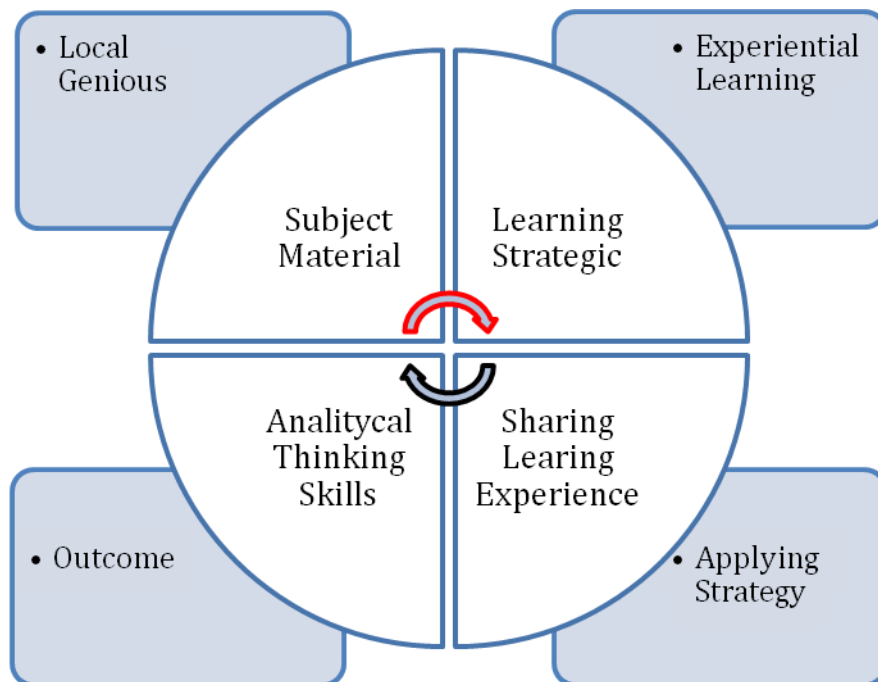 • Local
Genious
• Experiential
Learning
Subject
Material
Learning
Strategic
Analitycal
Thinking
Skills
Sharing
Learing
Experience
• Outcome
• Applying
Strategy